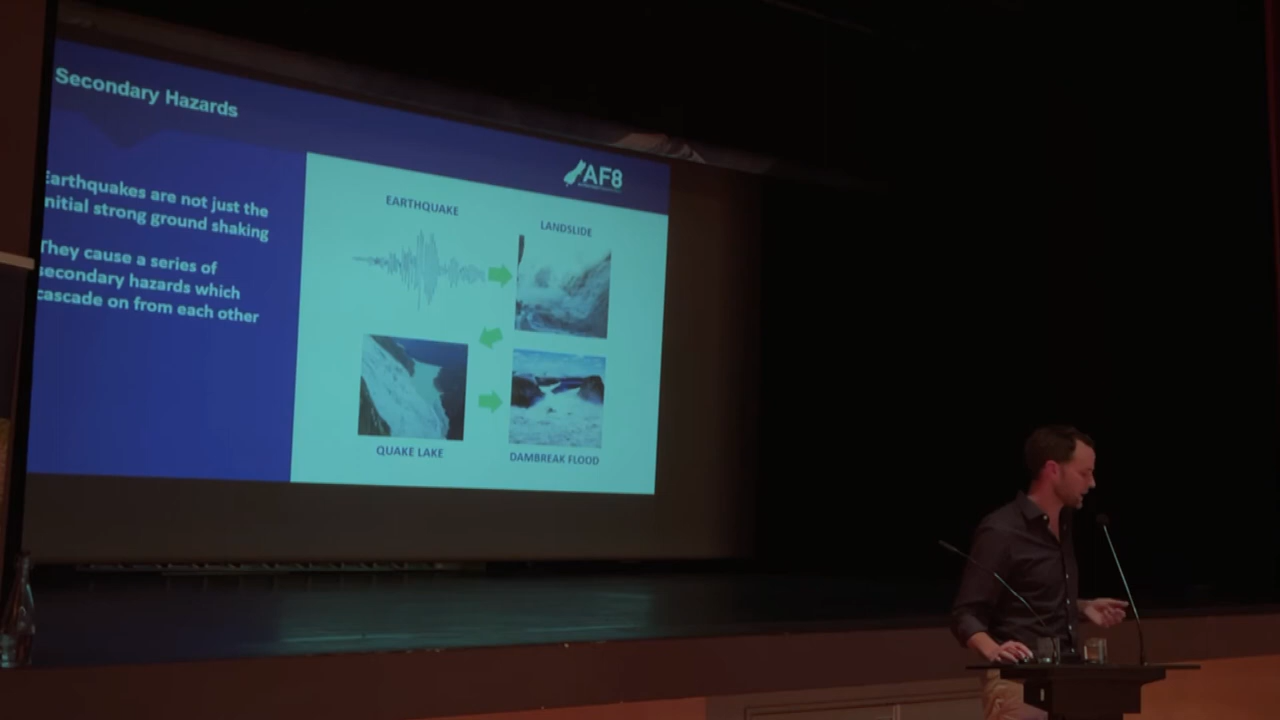 Secondary Hazards
AF8
Earthquakes are not just the
initial strong ground shaking
They cause a series of
secondary hazards which
cascade on from each other
EARTHQUAKE
LANDSLIDE
QUAKE LAKE
DAMBREAK FLOOD